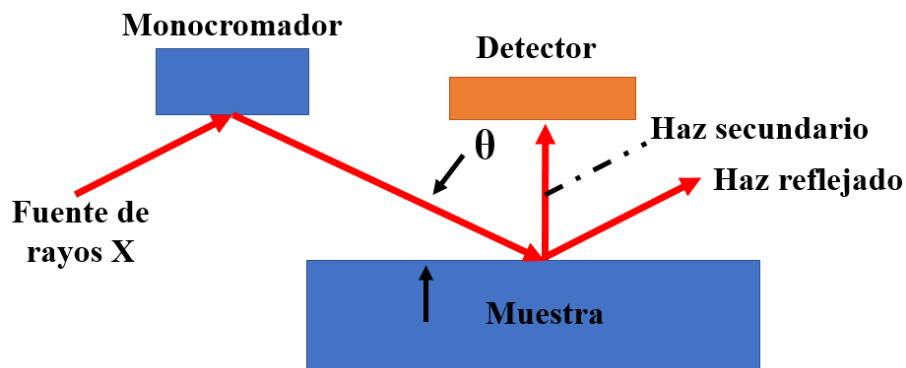 Monocromador
Detector
θ
Haz secundario
Haz reflejado
Fuente de
rayos X
Muestra